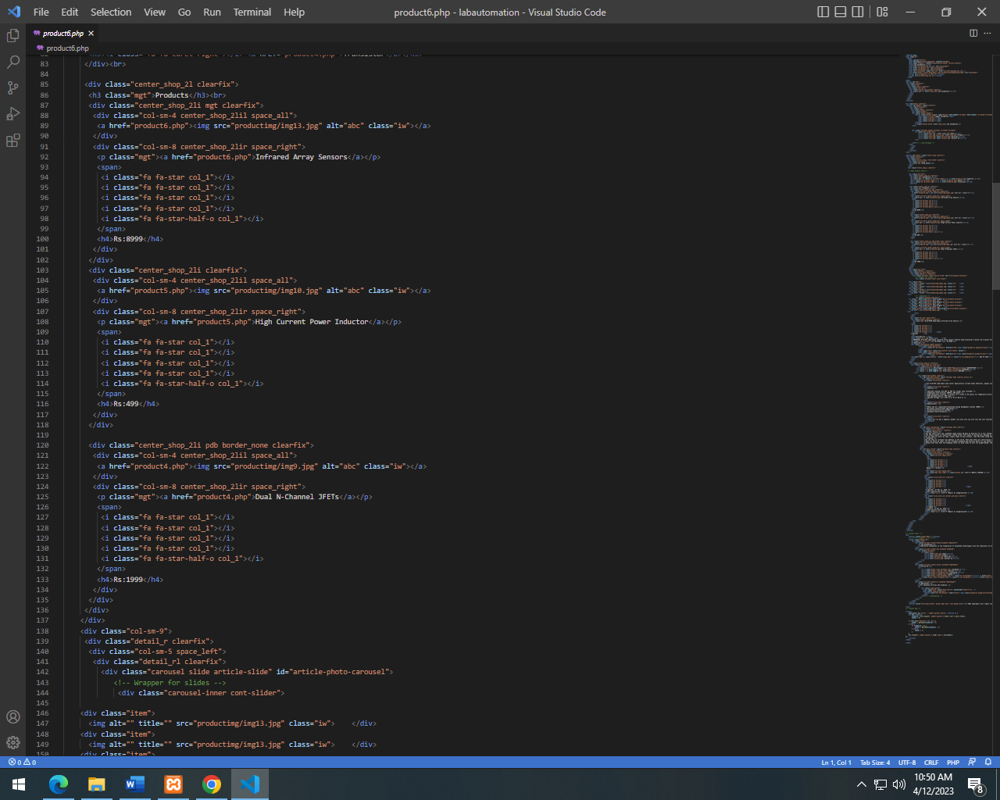 File Edit Selection View Go Run Terminal Help product6.php - labautomation - Visual Studio Code
product6.php
product6.php
83 </div><br>
84
85 <div class="center_shop_2l clearfix">
86 <h3 class="mgt">Products</h3><br>
87 <div class="center_shop_2li mgt clearfix">
88 <div class="col-sm-4 center_shop_2lil space_all">
89 <a href="product6.php"><img src="productimg/img13.jpg" alt="abc" class="iw"></a>
90 </div>
91 <div class="col-sm-8 center_shop_2lir space_right">
92 <p class="mgt"><a href="product6.php">Infrared Array Sensors</a></p>
93 <span>
94 <i class="fa fa-star col_1"></i>
95 <i class="fa fa-star col_1"></i>
96 <i class="fa fa-star col_1"></i>
97 <i class="fa fa-star col_1"></i>
98 <i class="fa fa-star-half-o col_1"></i>
99 </span>
100 <h4>Rs:8999</h4>
101 </div>
102 </div>
103 <div class="center_shop_2li clearfix">
104 <div class="col-sm-4 center_shop_2lil space_all">
105 <a href="product5.php"><img src="productimg/img10.jpg" alt="abc" class="iw"></a>
106 </div>
107 <div class="col-sm-8 center_shop_2lir space_right">
108 <p class="mgt"><a href="product5.php">High Current Power Inductor</a></p>
109 <span>
110 <i class="fa fa-star col_1"></i>
111 <i class="fa fa-star col_1"></i>
112 <i class="fa fa-star col_1"></i>
113 <i class="fa fa-star col_1"></i>
114 <i class="fa fa-star-half-o col_1"></i>
115 </span>
116 <h4>Rs:499</h4>
117 </div>
118 </div>
119
120 <div class="center_shop_2li pdb border_none clearfix">
121 <div class="col-sm-4 center_shop_2lil space_all">
122 <a href="product4.php"><img src="productimg/img9.jpg" alt="abc" class="iw"></a>
123 </div>
124 <div class="col-sm-8 center_shop_2lir space_right">
125 <p class="mgt"><a href="product4.php">Dual N-Channel JFETs</a></p>
126 <span>
127 <i class="fa fa-star col_1"></i>
128 <i class="fa fa-star col_1"></i>
129 <i class="fa fa-star col_1"></i>
130 <i class="fa fa-star col_1"></i>
131 <i class="fa fa-star-half-o col_1"></i>
132 </span>
133 <h4>Rs:1999</h4>
134 </div>
135 </div>
136 </div>
137 </div>
138 <div class="col-sm-9">
139 <div class="detail_r clearfix">
140 <div class="col-sm-5 space_left">
141 <div class="detail_rl clearfix">
142 <div class="carousel slide article-slide" id="article-photo-carousel">
143 <!-- Wrapper for slides -->
144 <div class="carousel-inner cont-slider">
145
146 <div class="item">
147 <img alt="" title="" src="productimg/img13.jpg" class="iw"> </div>
148 <div class="item">
149 <img alt="" title="" src="productimg/img13.jpg" class="iw"> </div>
150 <div class="item">
0 0 Ln 1, Col 1 Tab Size: 4 UTF-8 CRLF PHP
10:50 AM
4/12/2023
8